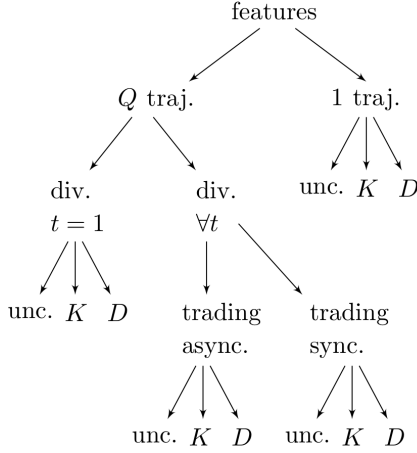 features
Q traj.
1 traj.
div.
t = 1
div.
∀t
unc. K D
unc. K D
trading
async.
trading
sync.
unc. K D
unc. K D